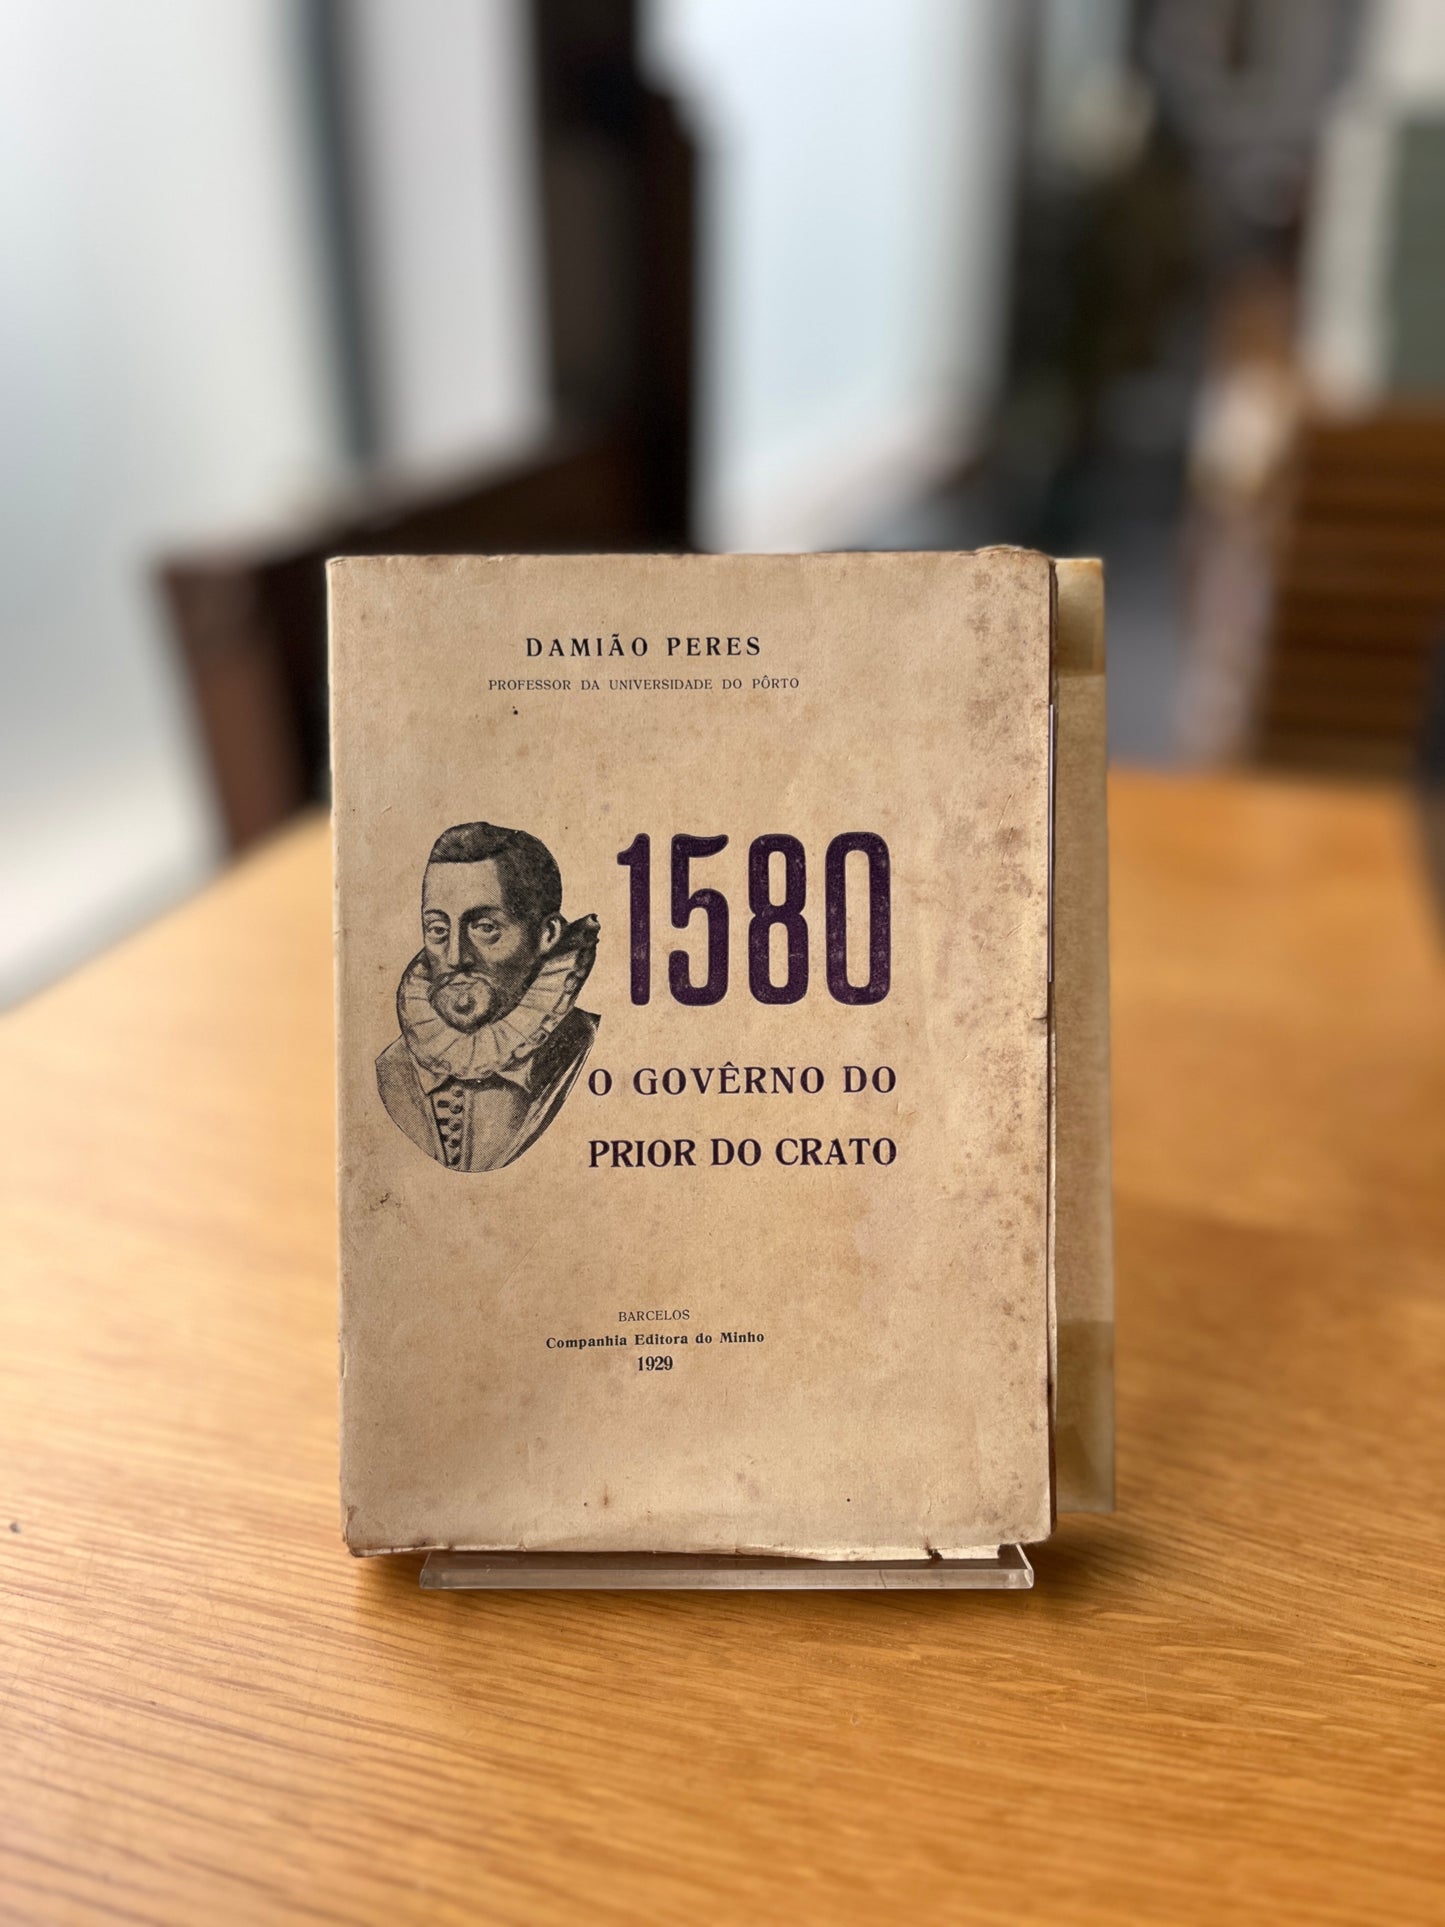 DAMIÃO PERES
PROFESSOR DA UNIVERSIDADE DO PÔRTO
1580
O GOVÊRNO DO
PRIOR DO CRATO
BARCELOS
Companhia Editora do Minho
1929